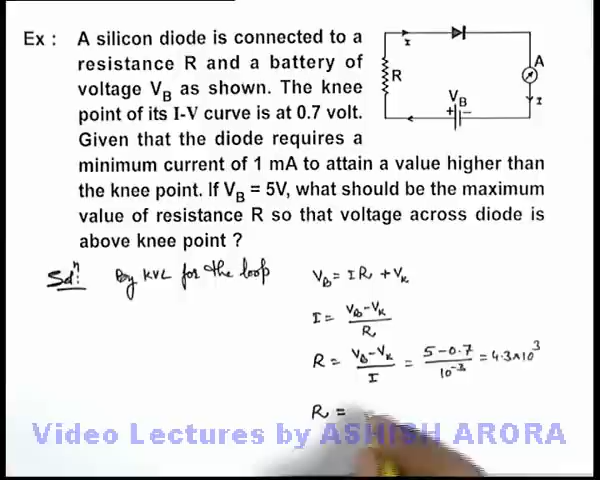 Ex : A silicon diode is connected to a
resistance R and a battery of
voltage V_B as shown. The knee
point of its I-V curve is at 0.7 volt.
Given that the diode requires a
minimum current of 1 mA to attain a value higher than
the knee point. If V_B = 5V, what should be the maximum
value of resistance R so that voltage across diode is
above knee point ?
I
R
A
V_B
+ −
I
Sol^n: By KVL for the loop
V_B = IR + V_K
I = (V_B − V_K)/R
R = (V_B − V_K)/I = (5 − 0.7)/10^-3 = 4.3×10^3
R =
Video Lectures by ASHISH ARORA